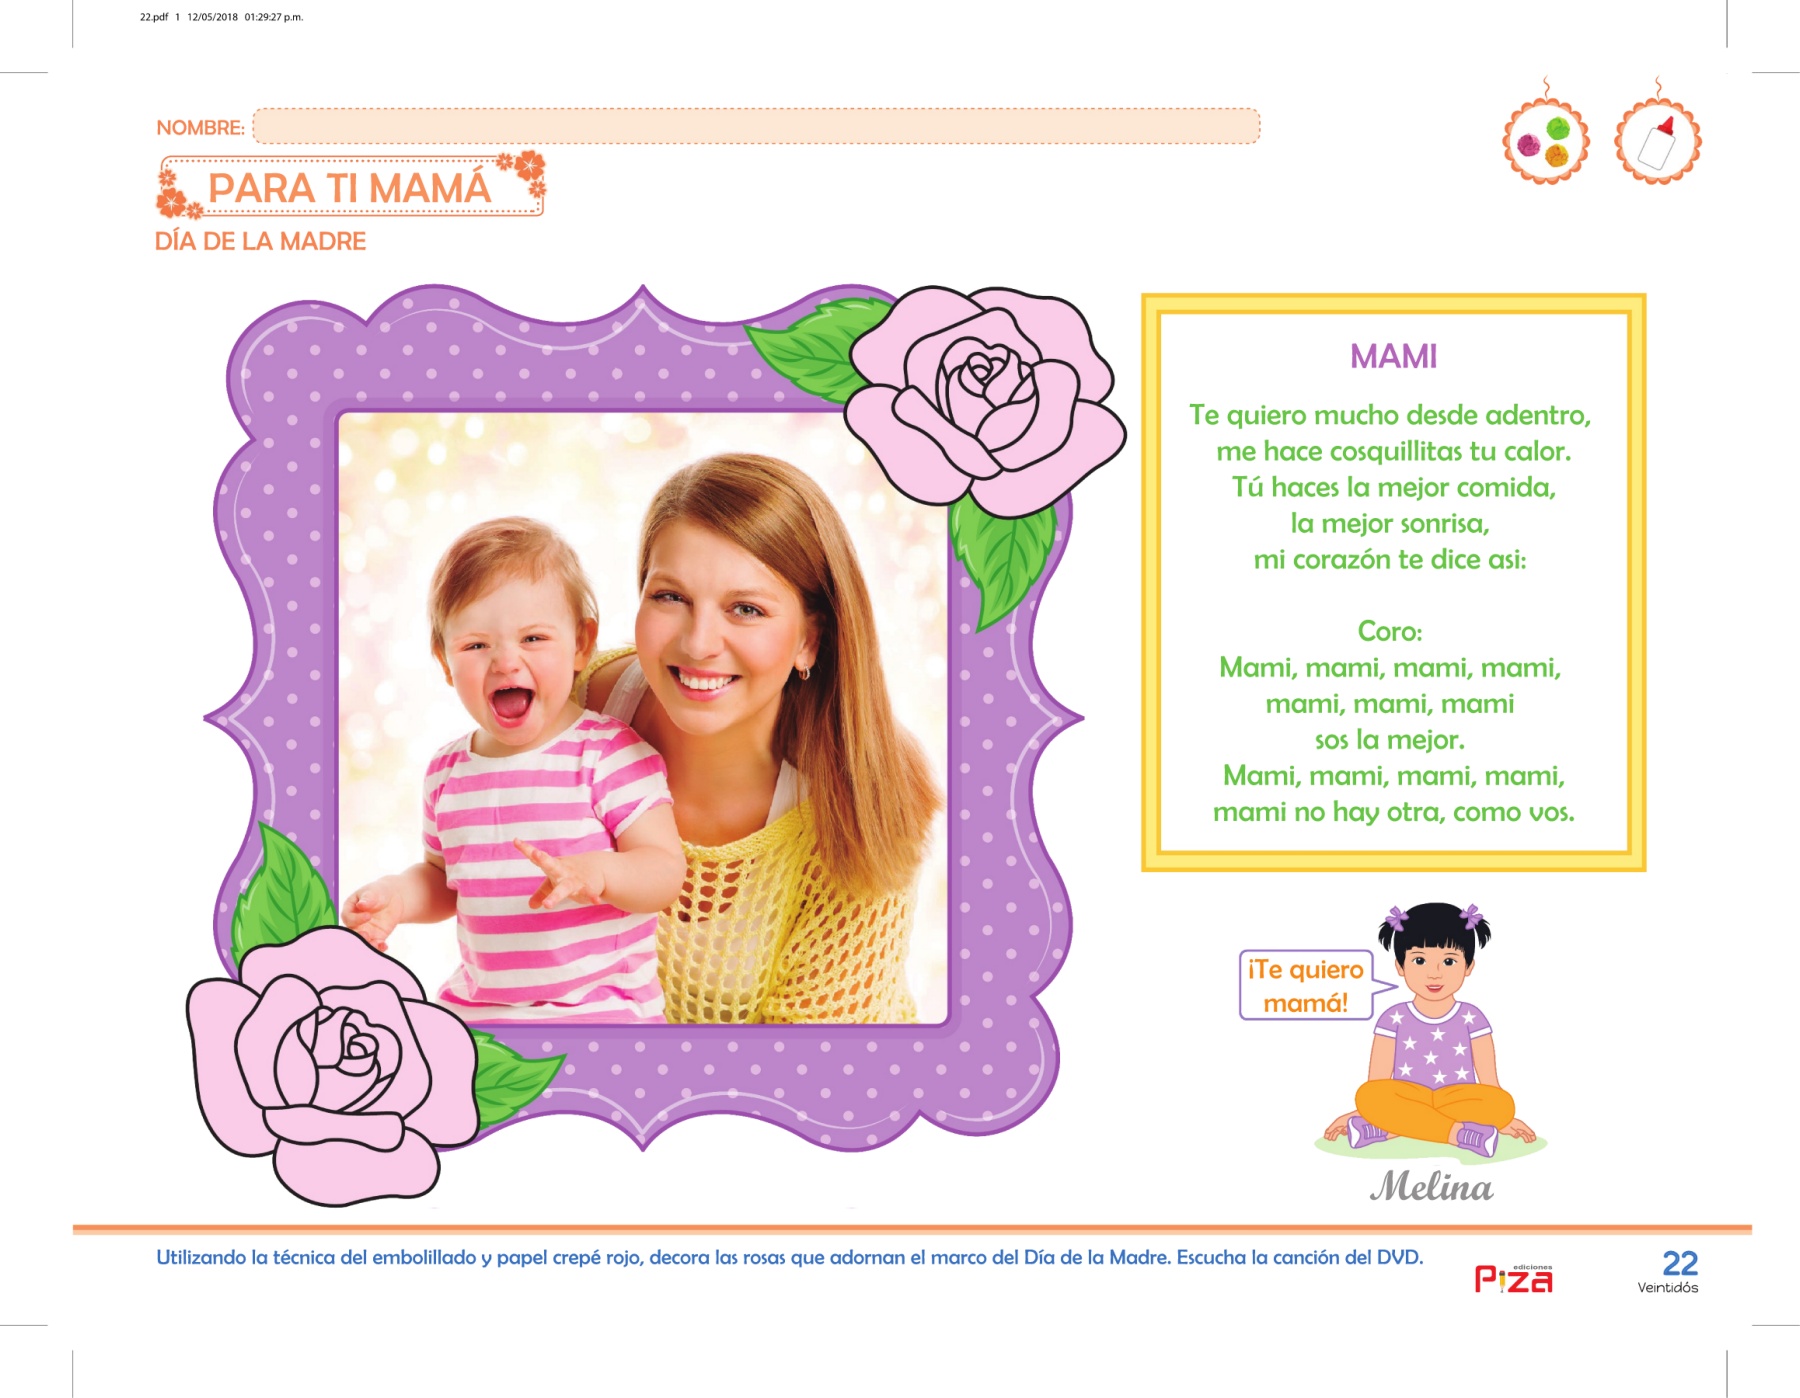 22.pdf 1 12/05/2018 01:29:27 p.m.
NOMBRE:
PARA TI MAMÁ
DÍA DE LA MADRE
MAMI
Te quiero mucho desde adentro,
me hace cosquillitas tu calor.
Tú haces la mejor comida,
la mejor sonrisa,
mi corazón te dice asi:
Coro:
Mami, mami, mami, mami,
mami, mami, mami
sos la mejor.
Mami, mami, mami, mami,
mami no hay otra, como vos.
¡Te quiero
mamá!
Melina
Utilizando la técnica del embolillado y papel crepé rojo, decora las rosas que adornan el marco del Día de la Madre. Escucha la canción del DVD.
ediciones
Piza
22
Veintidós